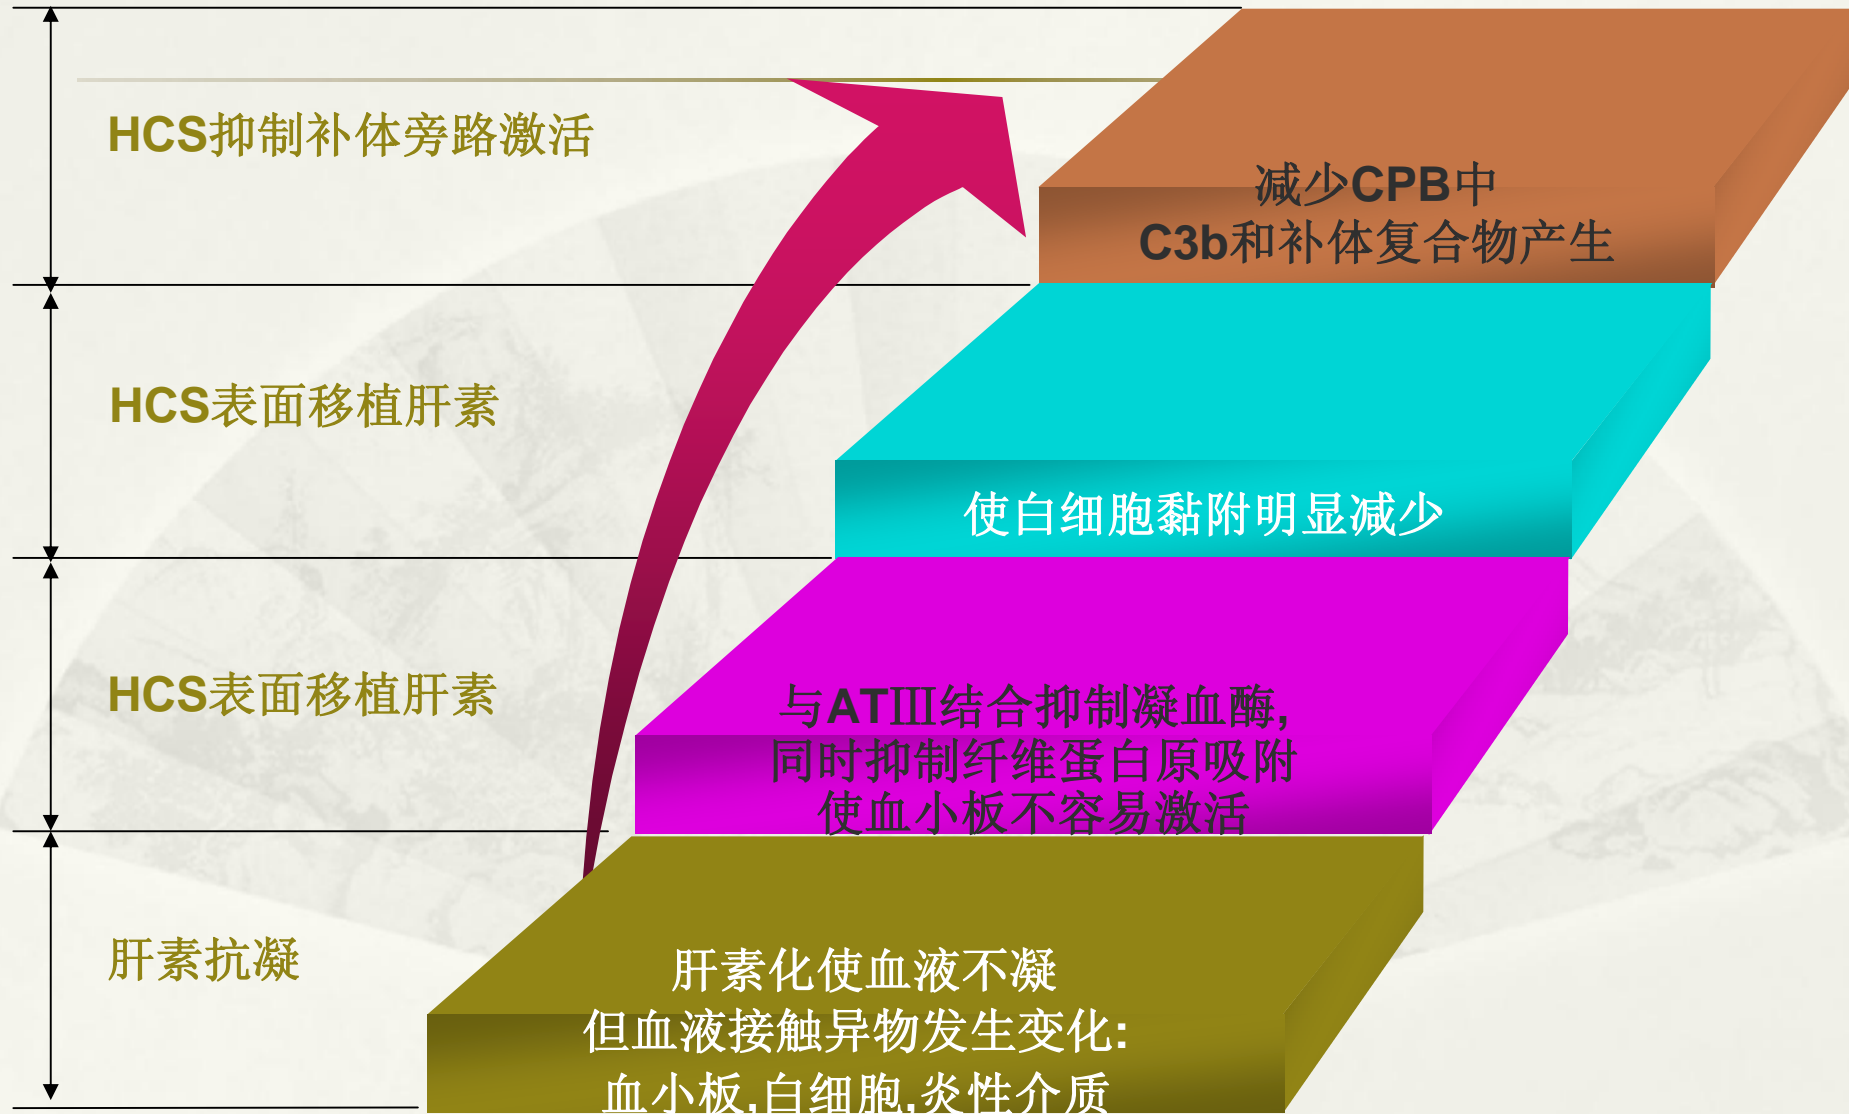 HCS抑制补体旁路激活
减少CPB中
C3b和补体复合物产生
HCS表面移植肝素
使白细胞黏附明显减少
HCS表面移植肝素
与ATⅢ结合抑制凝血酶,
同时抑制纤维蛋白原吸附
使血小板不容易激活
肝素抗凝
肝素化使血液不凝
但血液接触异物发生变化:
血小板,白细胞,炎性介质